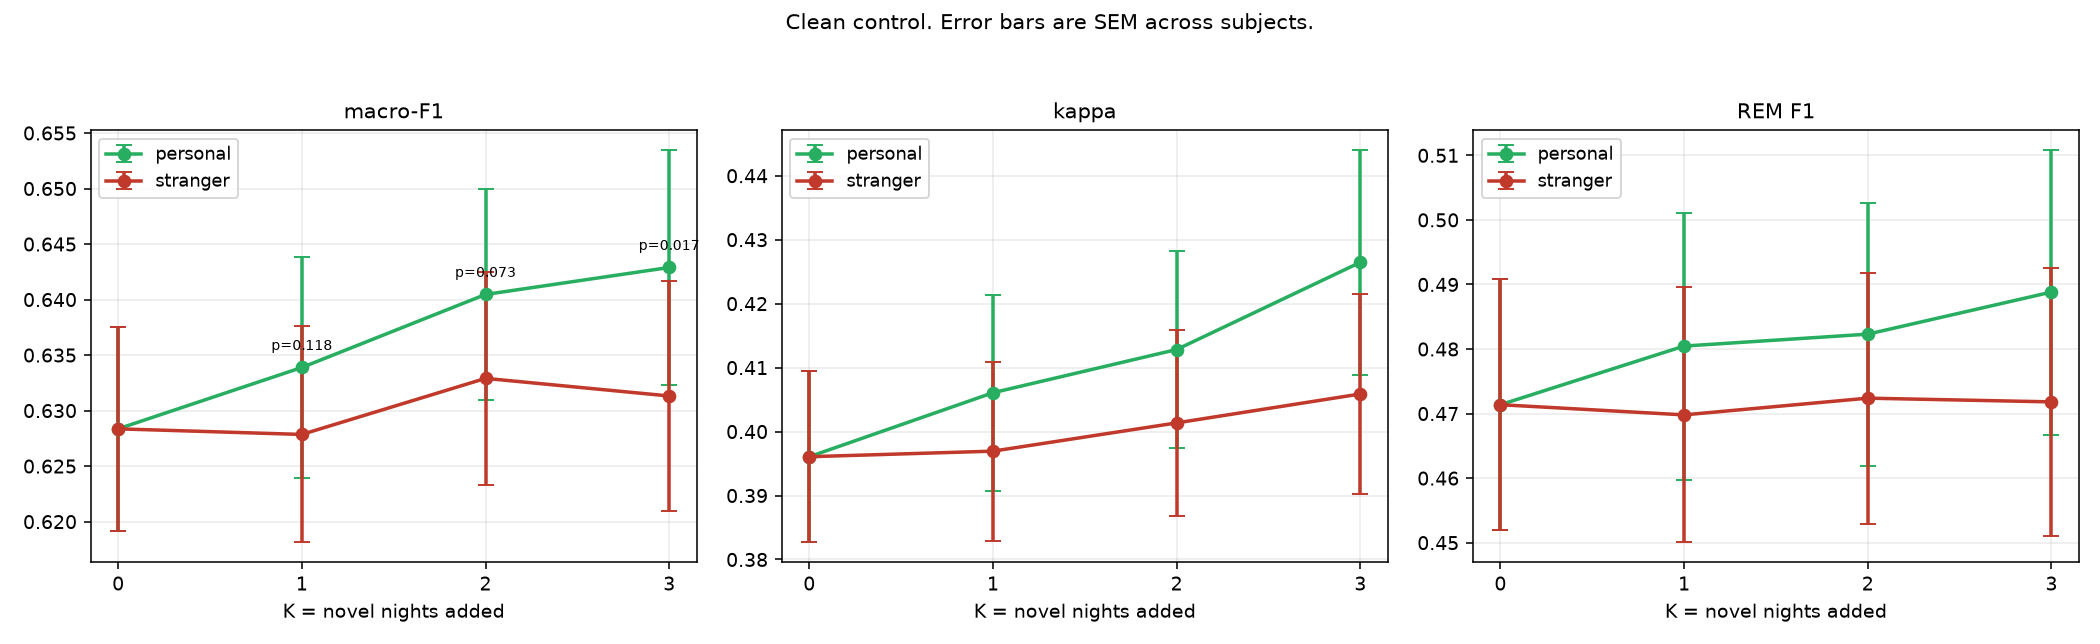 Clean control. Error bars are SEM across subjects.
macro-F1
personal
stranger
0.655
0.650
0.645
0.640
0.635
0.630
0.625
0.620
p=0.118
p=0.073
p=0.017
0
1
2
3
K = novel nights added
kappa
personal
stranger
0.44
0.43
0.42
0.41
0.40
0.39
0.38
0
1
2
3
K = novel nights added
REM F1
personal
stranger
0.51
0.50
0.49
0.48
0.47
0.46
0.45
0
1
2
3
K = novel nights added